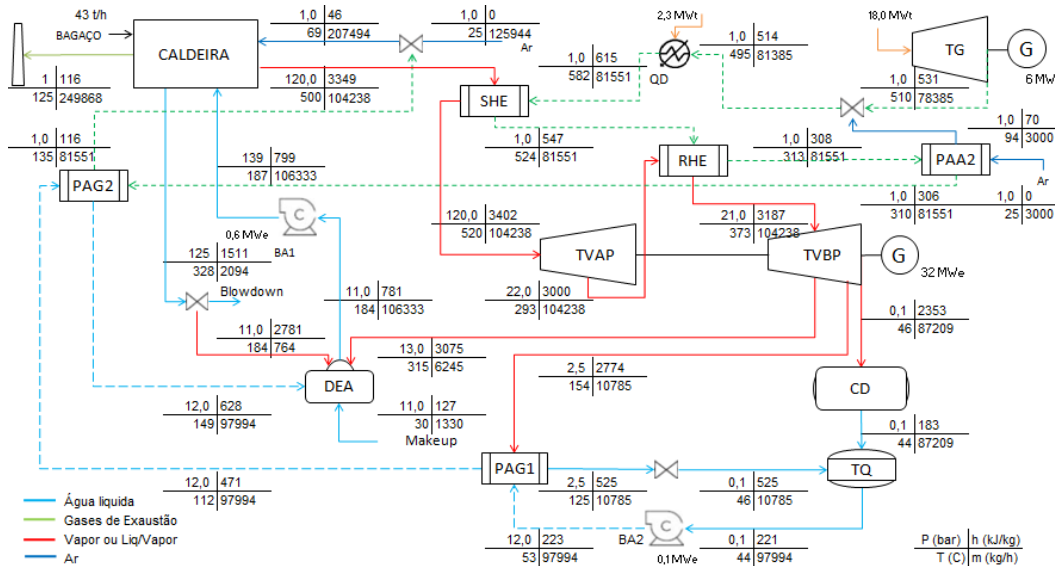 43 t/h
BAGAÇO
CALDEIRA
1,0 46
69 207494
1,0 0
25 125944
Ar
2,3 MWt
QD
1,0 514
495 81385
18,0MWt
TG
G
6 MW
1 116
125 249868
120,0 3349
500 104238
1,0 615
582 81551
SHE
1,0 531
510 78385
1,0 116
135 81551
139 799
187 106333
1,0 547
524 81551
RHE
1,0 308
313 81551
PAA2
1,0 70
94 3000
Ar
PAG2
C
0,6 MWe
BA1
120,0 3402
520 104238
TVAP
21,0 3187
373 104238
TVBP
1,0 306
310 81551
1,0 0
25 3000
G
32 MWe
125 1511
328 2094
Blowdown
11,0 781
184 106333
22,0 3000
293 104238
0,1 2353
46 87209
11,0 2781
184 764
DEA
13,0 3075
315 6245
2,5 2774
154 10785
CD
12,0 628
149 97994
11,0 127
30 1330
Makeup
0,1 183
44 87209
PAG1
TQ
12,0 471
112 97994
2,5 525
125 10785
0,1 525
46 10785
Água liquida
Gases de Exaustão
Vapor ou Liq/Vapor
Ar
12,0 223
53 97994
BA2
C
0,1MWe
0,1 221
44 97994
P (bar) h (kJ/kg)
T (C) m (kg/h)